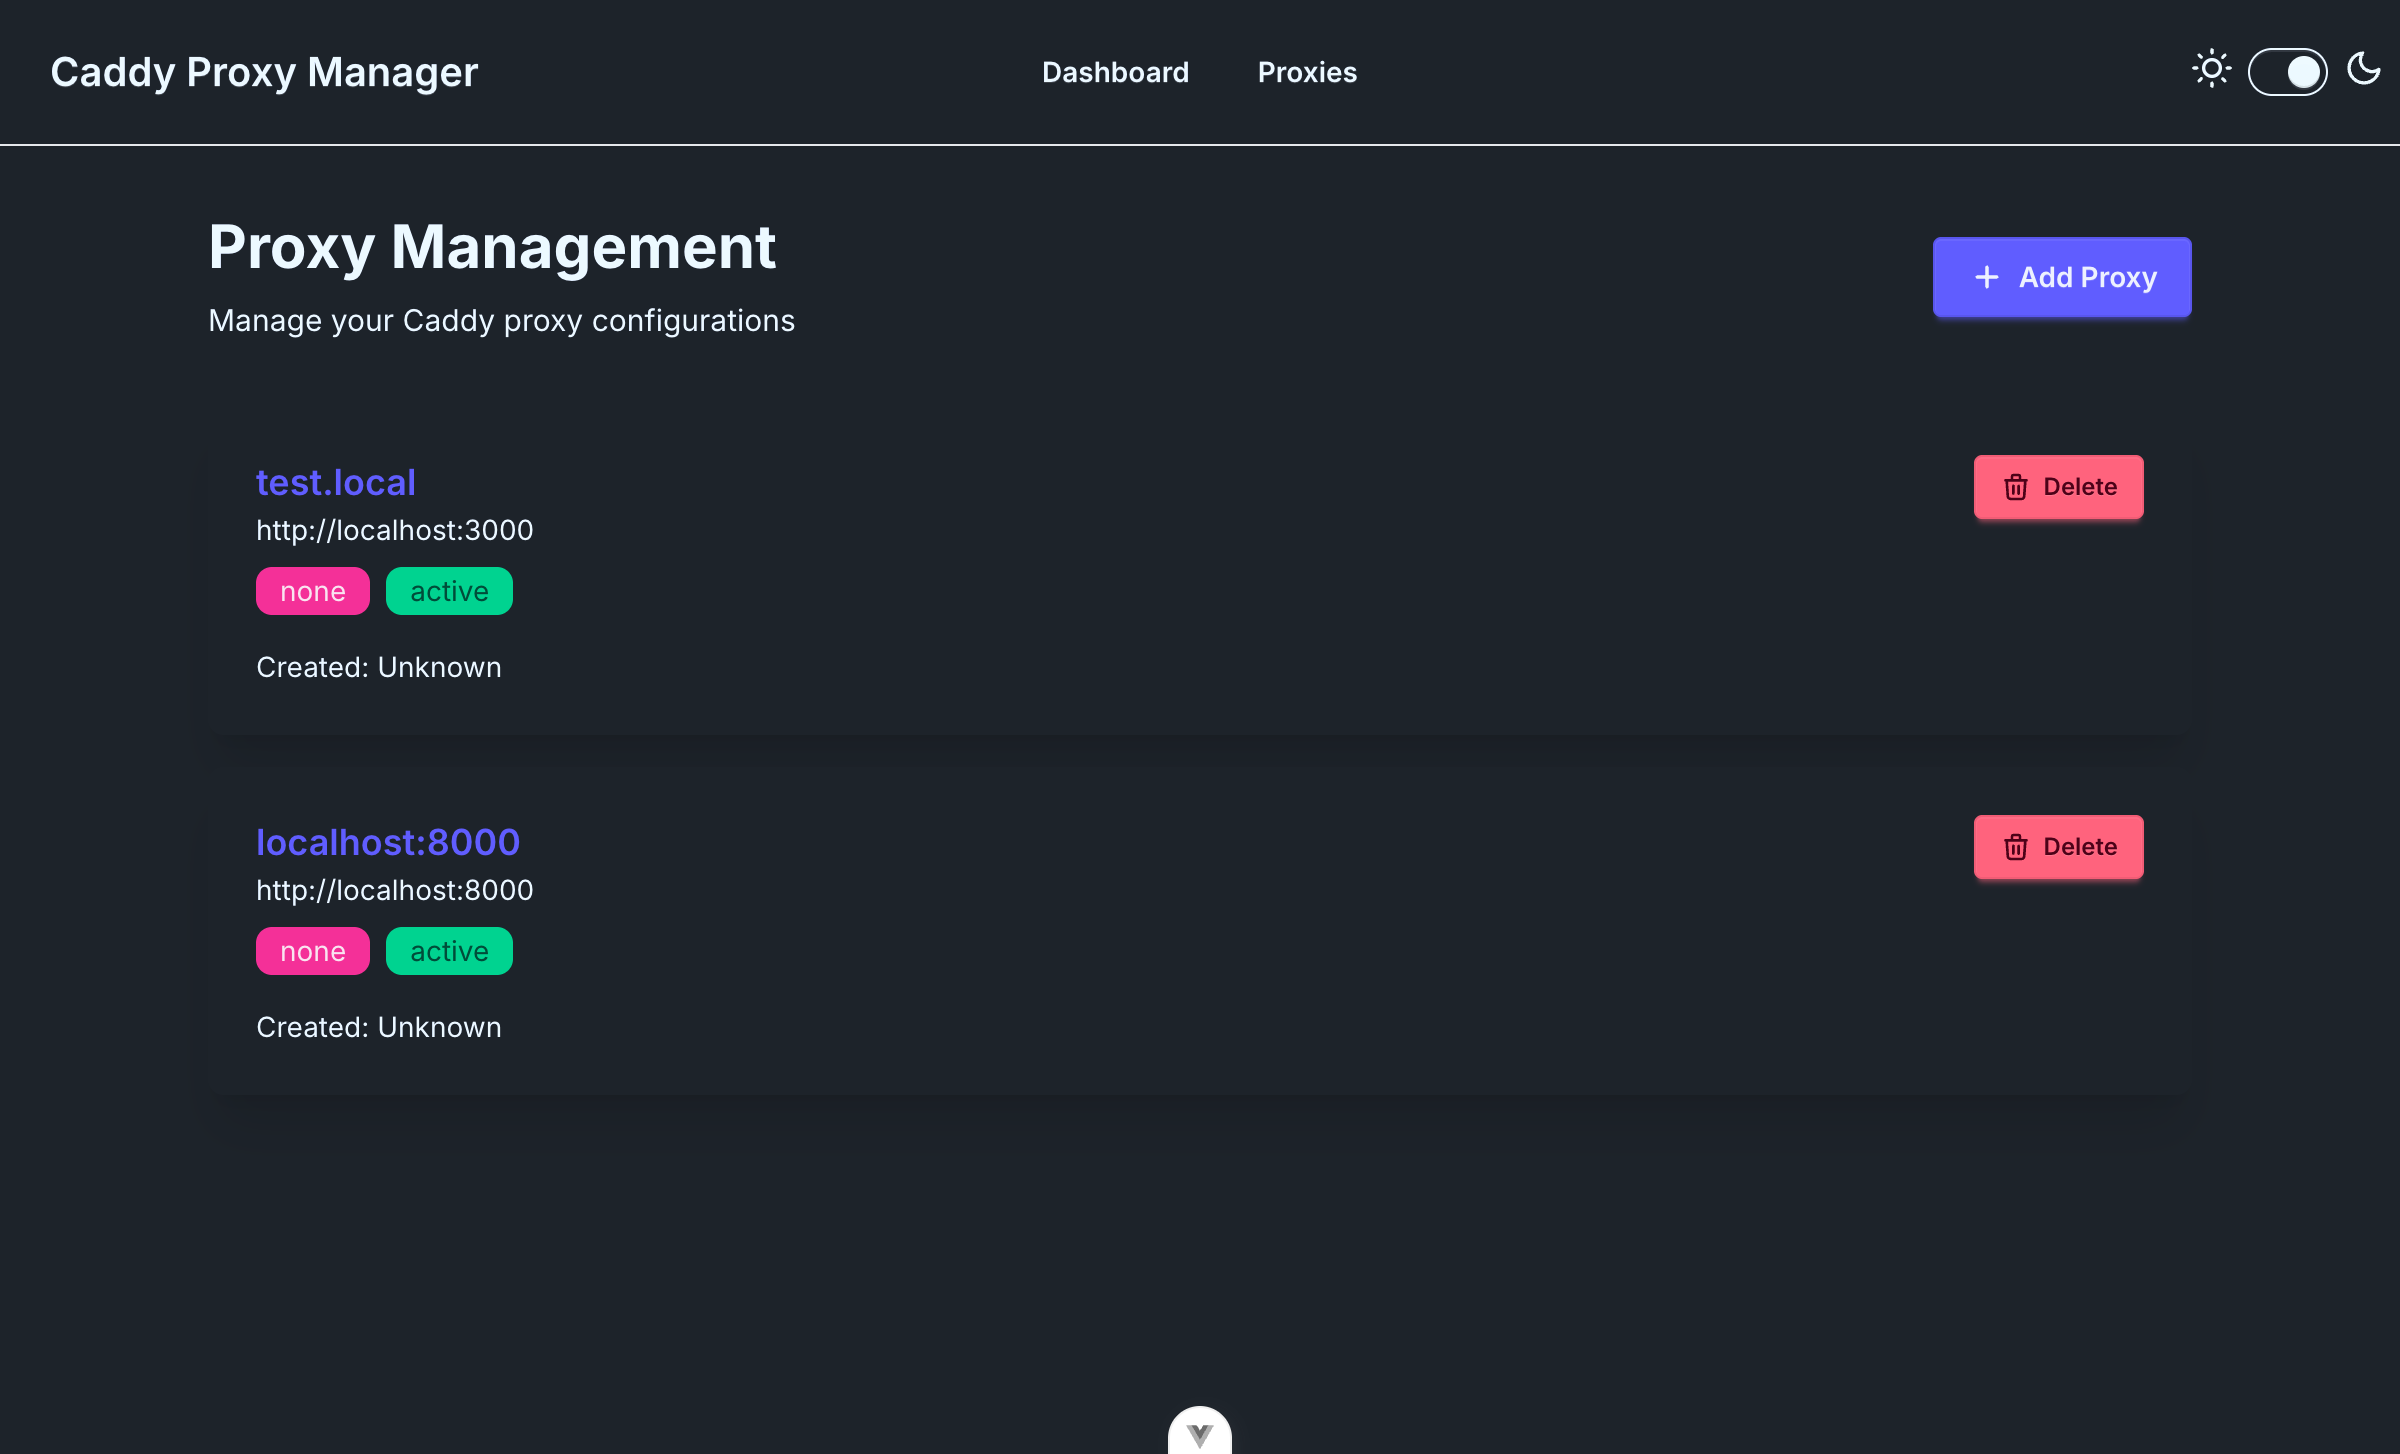 Caddy Proxy Manager
Dashboard
Proxies
Proxy Management
Manage your Caddy proxy configurations
Add Proxy
test.local
Delete
http://localhost:3000
none
active
Created: Unknown
localhost:8000
Delete
http://localhost:8000
none
active
Created: Unknown